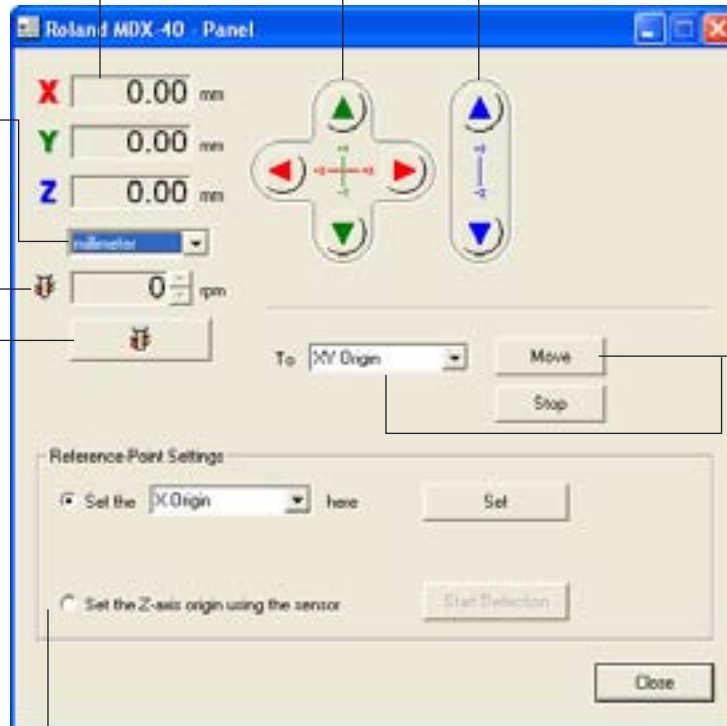 Roland MDX-40 - Panel
X 0.00 mm
Y 0.00 mm
Z 0.00 mm
millimeter
0 rpm
To XY Origin Move
Stop
Reference Point Settings
Set the X Origin here Set
Set the Z-axis origin using the sensor Start Detection
Close